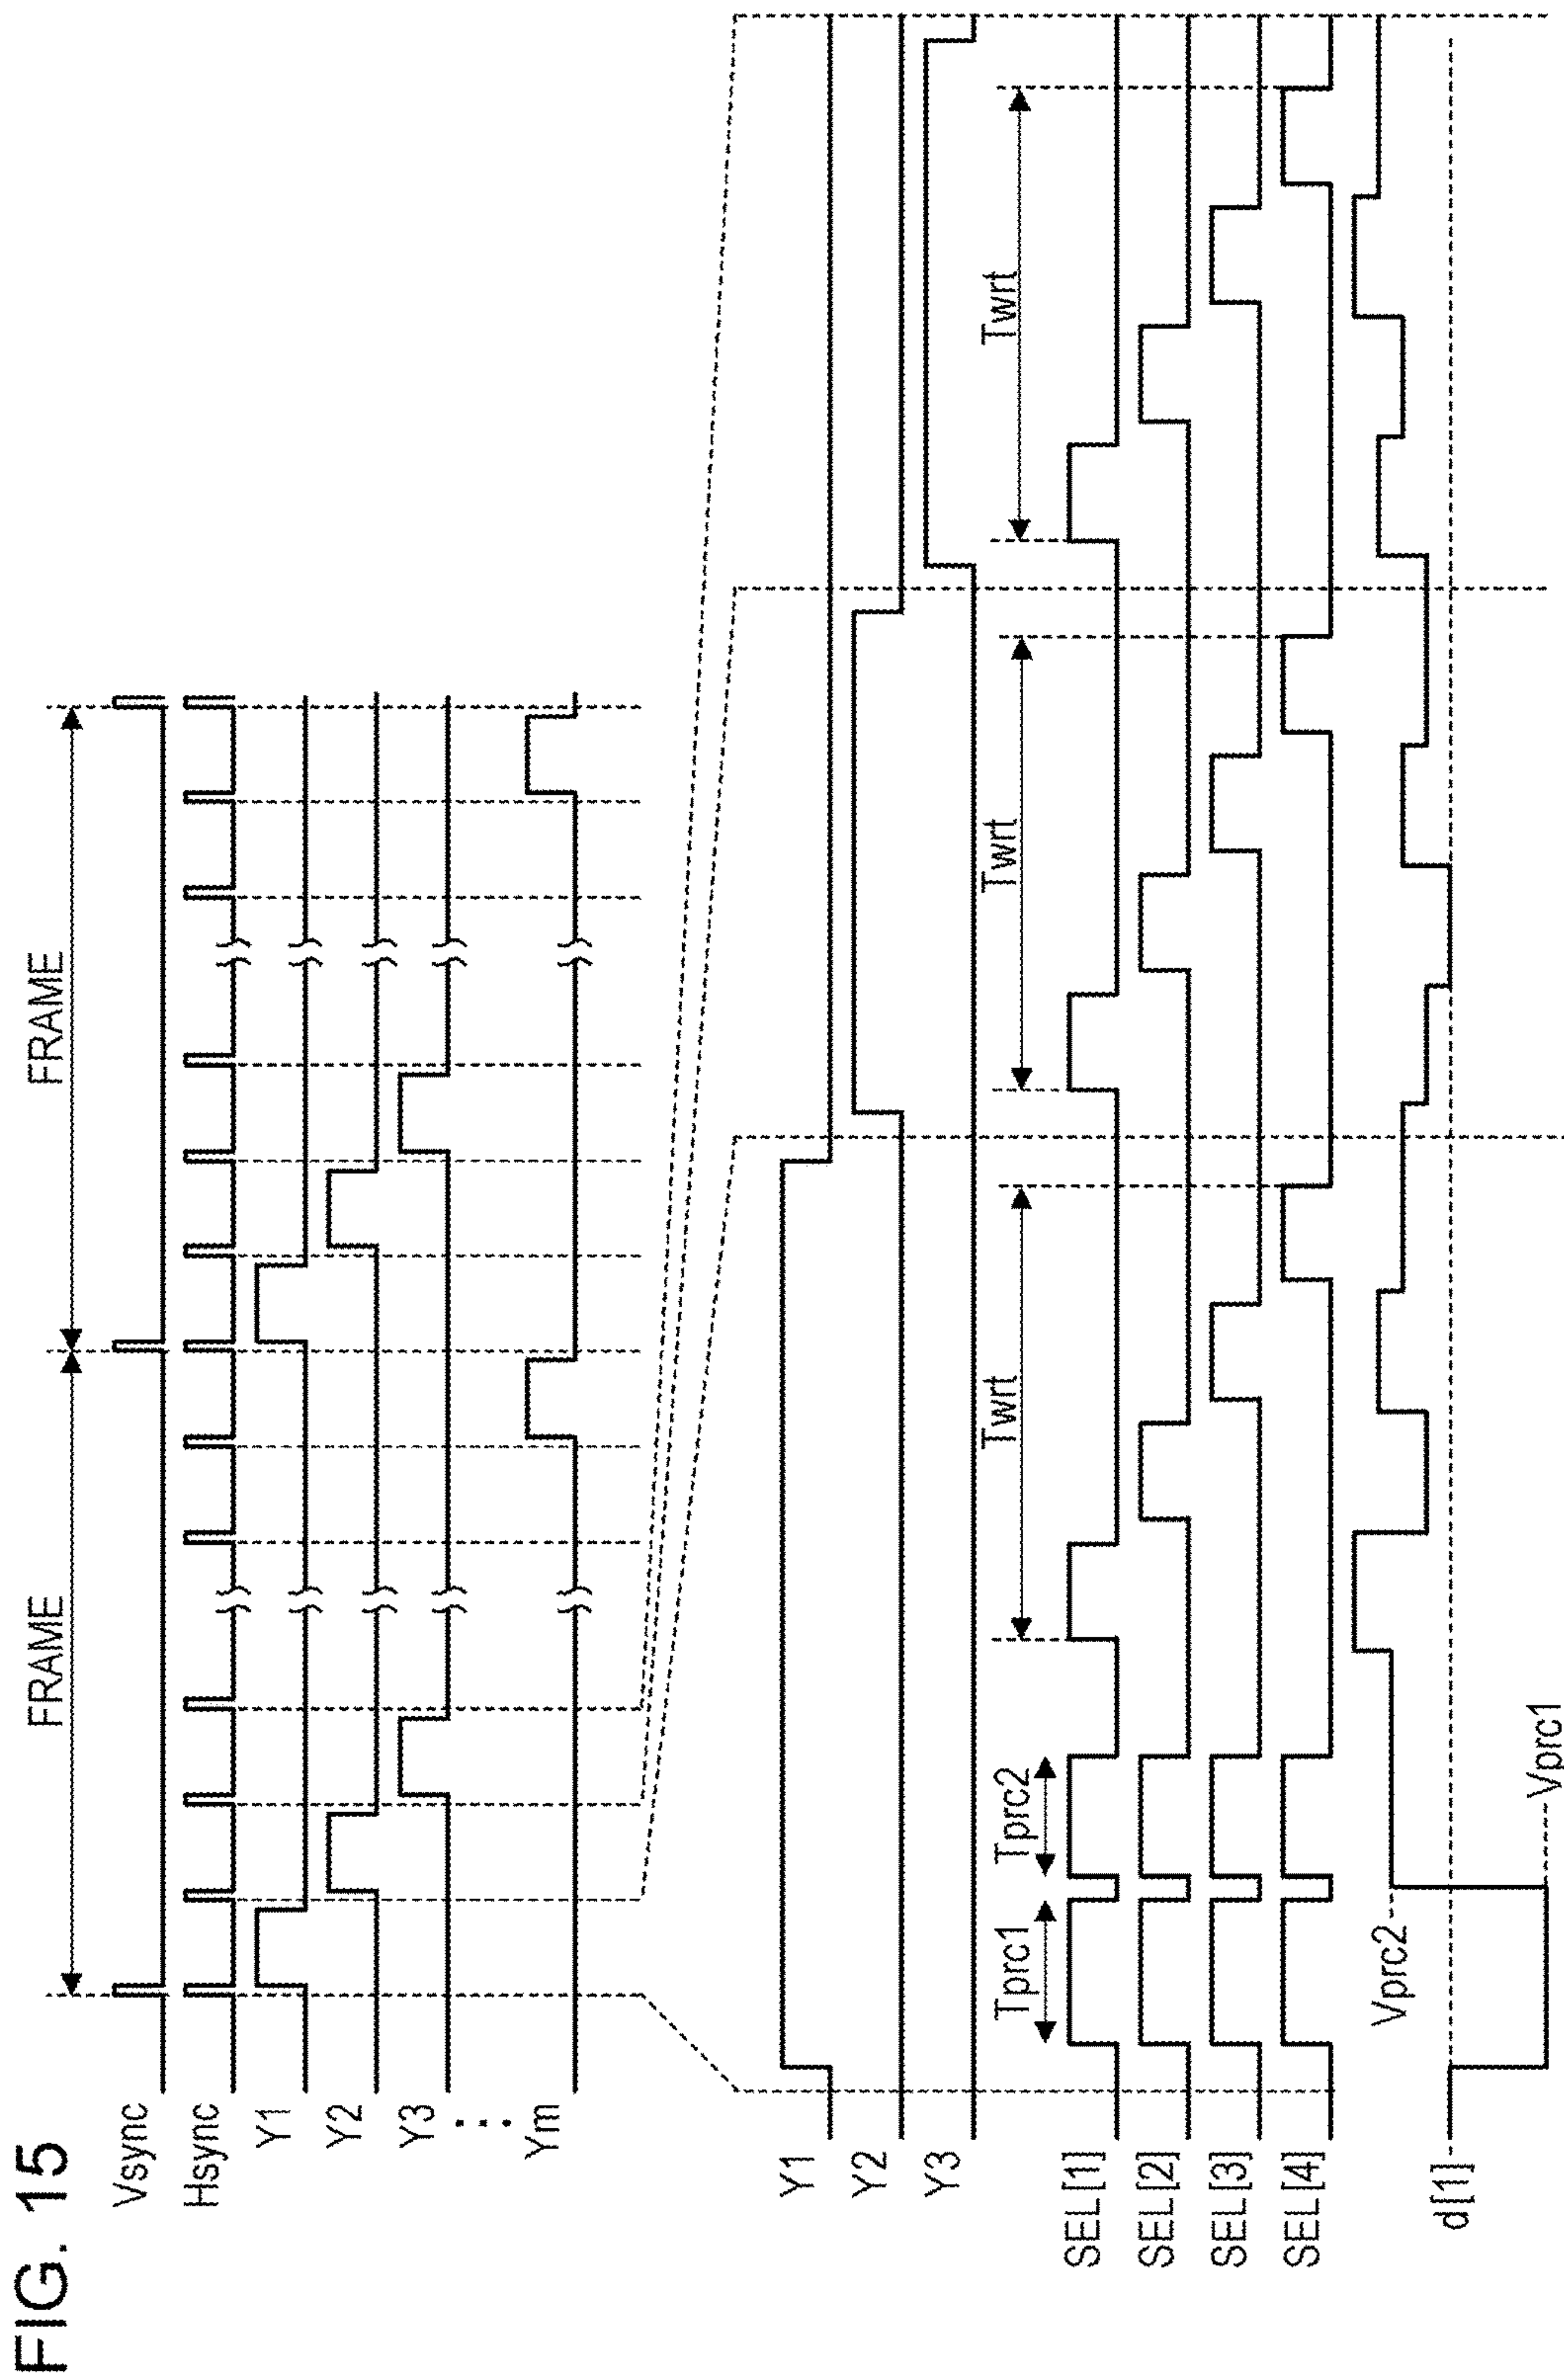 FIG. 15
FRAME
FRAME
Vsync
Hsync
Y1
Y2
Y3
Ym
Y1
Y2
Y3
Tprc1
Tprc2
Twrt
Twrt
Twrt
SEL[1]
SEL[2]
SEL[3]
SEL[4]
Vprc2
d[1]
Vprc1